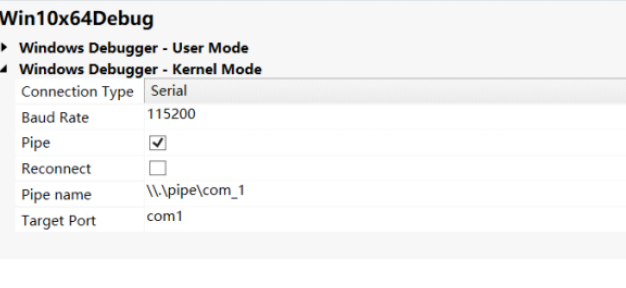 Win10x64Debug
Windows Debugger - User Mode
Windows Debugger - Kernel Mode
Connection Type Serial
Baud Rate 115200
Pipe
Reconnect
Pipe name \\.\pipe\com_1
Target Port com1